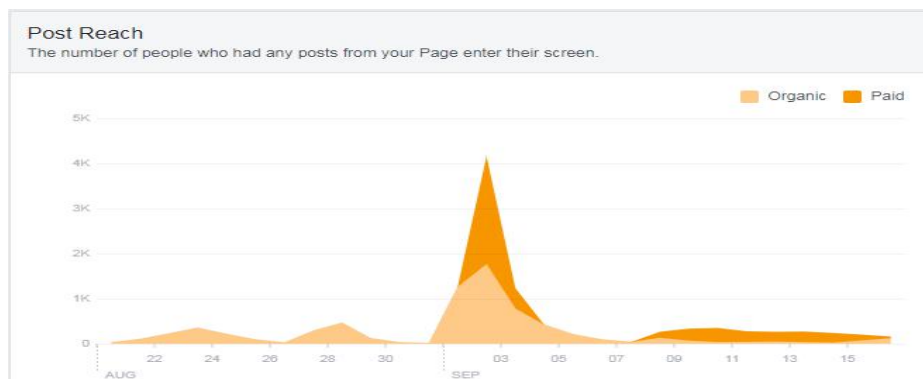 Post Reach
The number of people who had any posts from your Page enter their screen.
Organic Paid
5K
4K
3K
2K
1K
0
22 24 26 28 30 03 05 07 09 11 13 15
AUG SEP